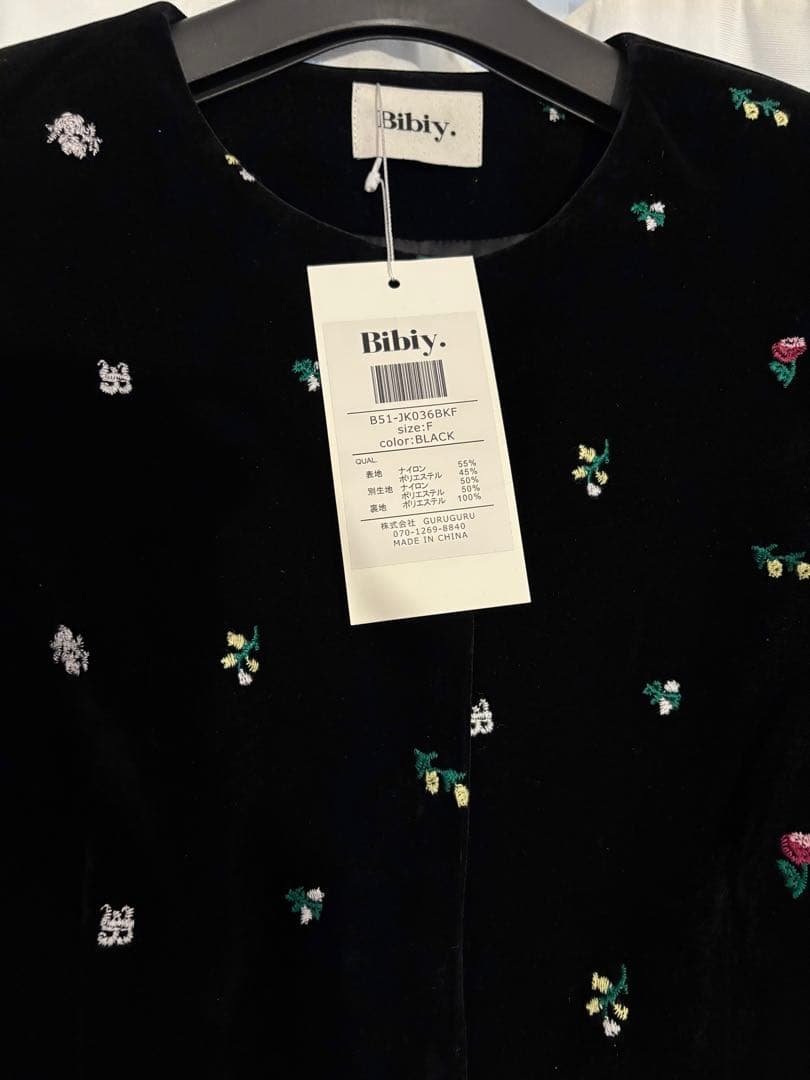 Bibiy.
Bibiy.
B51-JK036BKF
size:F
color:BLACK
QUAL.
表地 ナイロン 55%
ポリエステル 45%
別生地 ナイロン 50%
ポリエステル 50%
裏地 ポリエステル 100%
株式会社 GURUGURU
070-1269-8840
MADE IN CHINA